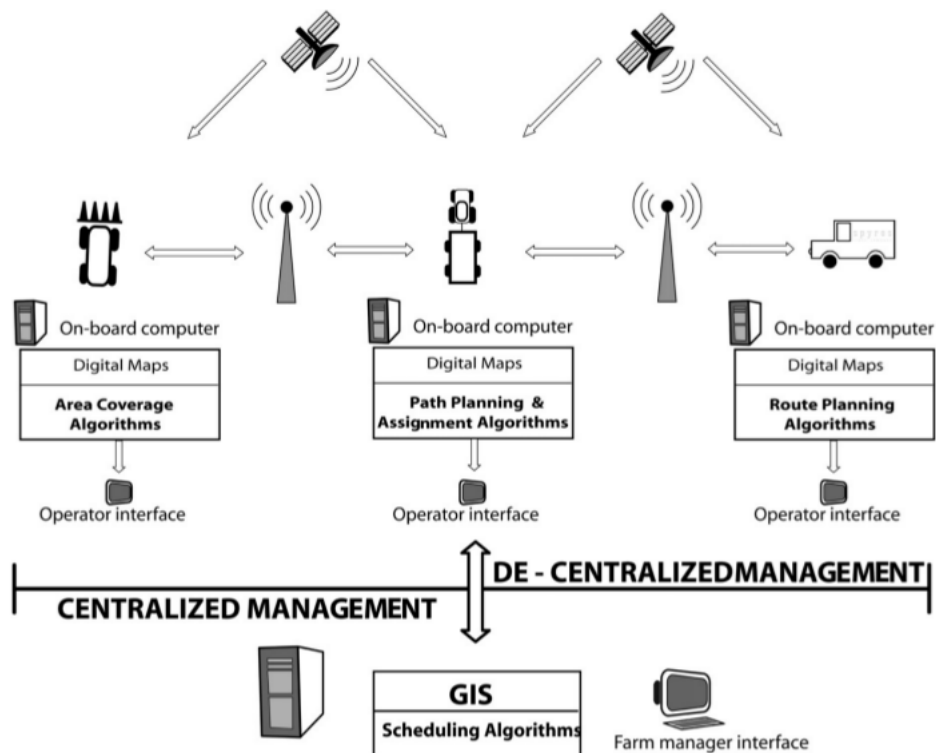 On-board computer
Digital Maps
Area Coverage
Algorithms
Operator interface
On-board computer
Digital Maps
Path Planning &
Assignment Algorithms
Operator interface
On-board computer
Digital Maps
Route Planning
Algorithms
Operator interface
DE - CENTRALIZEDMANAGEMENT
CENTRALIZED MANAGEMENT
GIS
Scheduling Algorithms
Farm manager interface